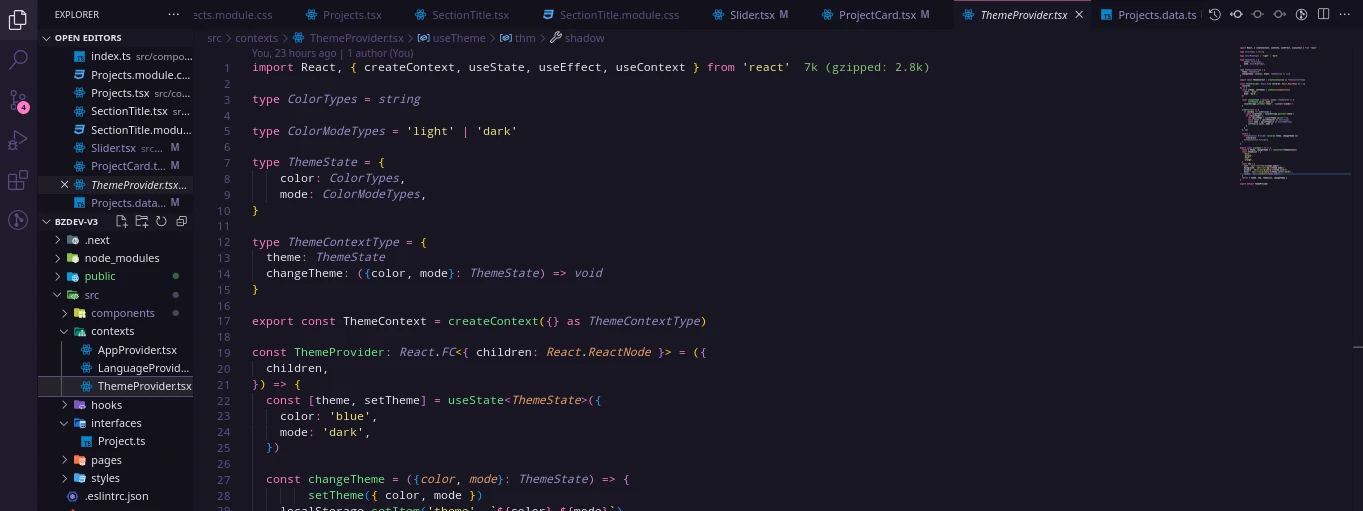 EXPLORER
ects.module.css
Projects.tsx
SectionTitle.tsx
SectionTitle.module.css
Slider.tsx M
ProjectCard.tsx M
ThemeProvider.tsx
Projects.data.ts M
OPEN EDITORS
index.ts src/compo...
Projects.module.c...
Projects.tsx src/co...
SectionTitle.tsx sr...
SectionTitle.modu...
Slider.tsx src... M
ProjectCard.t... M
ThemeProvider.tsx...
Projects.data... M
4
BZDEV-V3
.next
node_modules
public
src
components
contexts
AppProvider.tsx
LanguageProvid...
ThemeProvider.tsx
hooks
interfaces
Project.ts
pages
styles
.eslintrc.json
src > contexts > ThemeProvider.tsx > useTheme > thm > shadow
You, 23 hours ago | 1 author (You)
1 import React, { createContext, useState, useEffect, useContext } from 'react' 7k (gzipped: 2.8k)
2
3 type ColorTypes = string
4
5 type ColorModeTypes = 'light' | 'dark'
6
7 type ThemeState = {
8 color: ColorTypes,
9 mode: ColorModeTypes,
10 }
11
12 type ThemeContextType = {
13 theme: ThemeState
14 changeTheme: ({color, mode}: ThemeState) => void
15 }
16
17 export const ThemeContext = createContext({} as ThemeContextType)
18
19 const ThemeProvider: React.FC<{ children: React.ReactNode }> = ({
20 children,
21 }) => {
22 const [theme, setTheme] = useState<ThemeState>({
23 color: 'blue',
24 mode: 'dark',
25 })
26
27 const changeTheme = ({color, mode}: ThemeState) => {
28 setTheme({ color, mode })
29 localStorage.setItem('theme', `${color}-${mode}`)